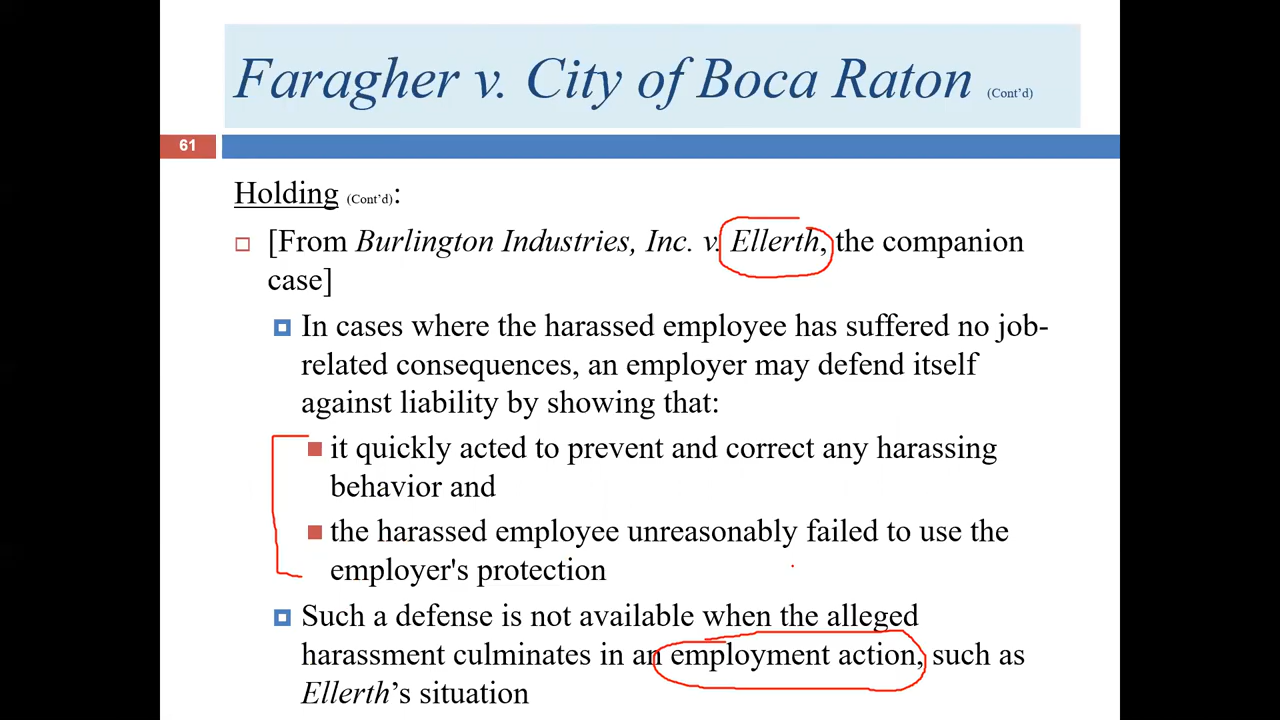 Faragher v. City of Boca Raton (Cont'd)
61
Holding (Cont'd):
[From Burlington Industries, Inc. v. Ellerth, the companion
case]
In cases where the harassed employee has suffered no job-
related consequences, an employer may defend itself
against liability by showing that:
it quickly acted to prevent and correct any harassing
behavior and
the harassed employee unreasonably failed to use the
employer's protection
Such a defense is not available when the alleged
harassment culminates in an employment action, such as
Ellerth's situation